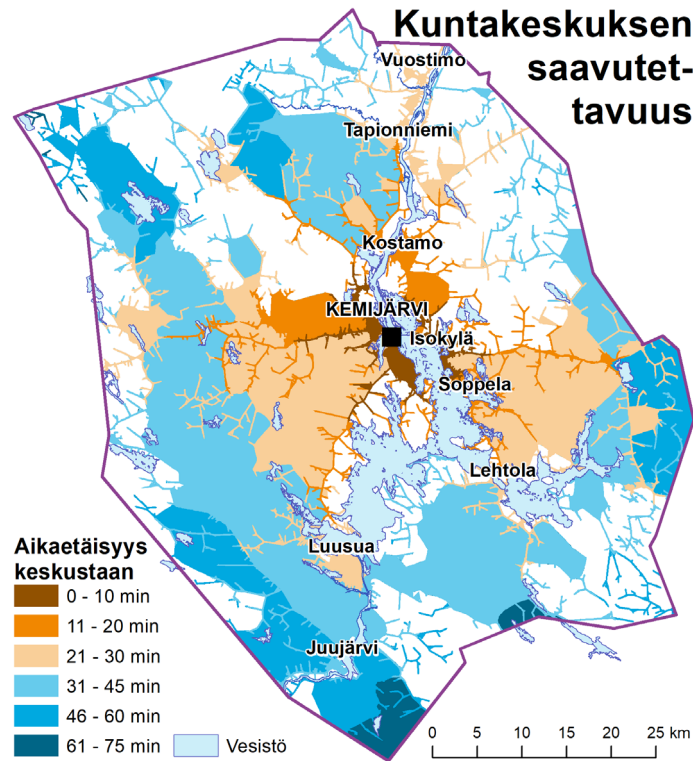 Kuntakeskuksen
saavutet-
tavuus
Vuostimo
Tapionniemi
Kostamo
KEMIJÄRVI
Isokylä
Soppela
Lehtola
Luusua
Juujärvi
Aikaetäisyys
keskustaan
0 - 10 min
11 - 20 min
21 - 30 min
31 - 45 min
46 - 60 min
61 - 75 min
Vesistö
0 5 10 15 20 25 km